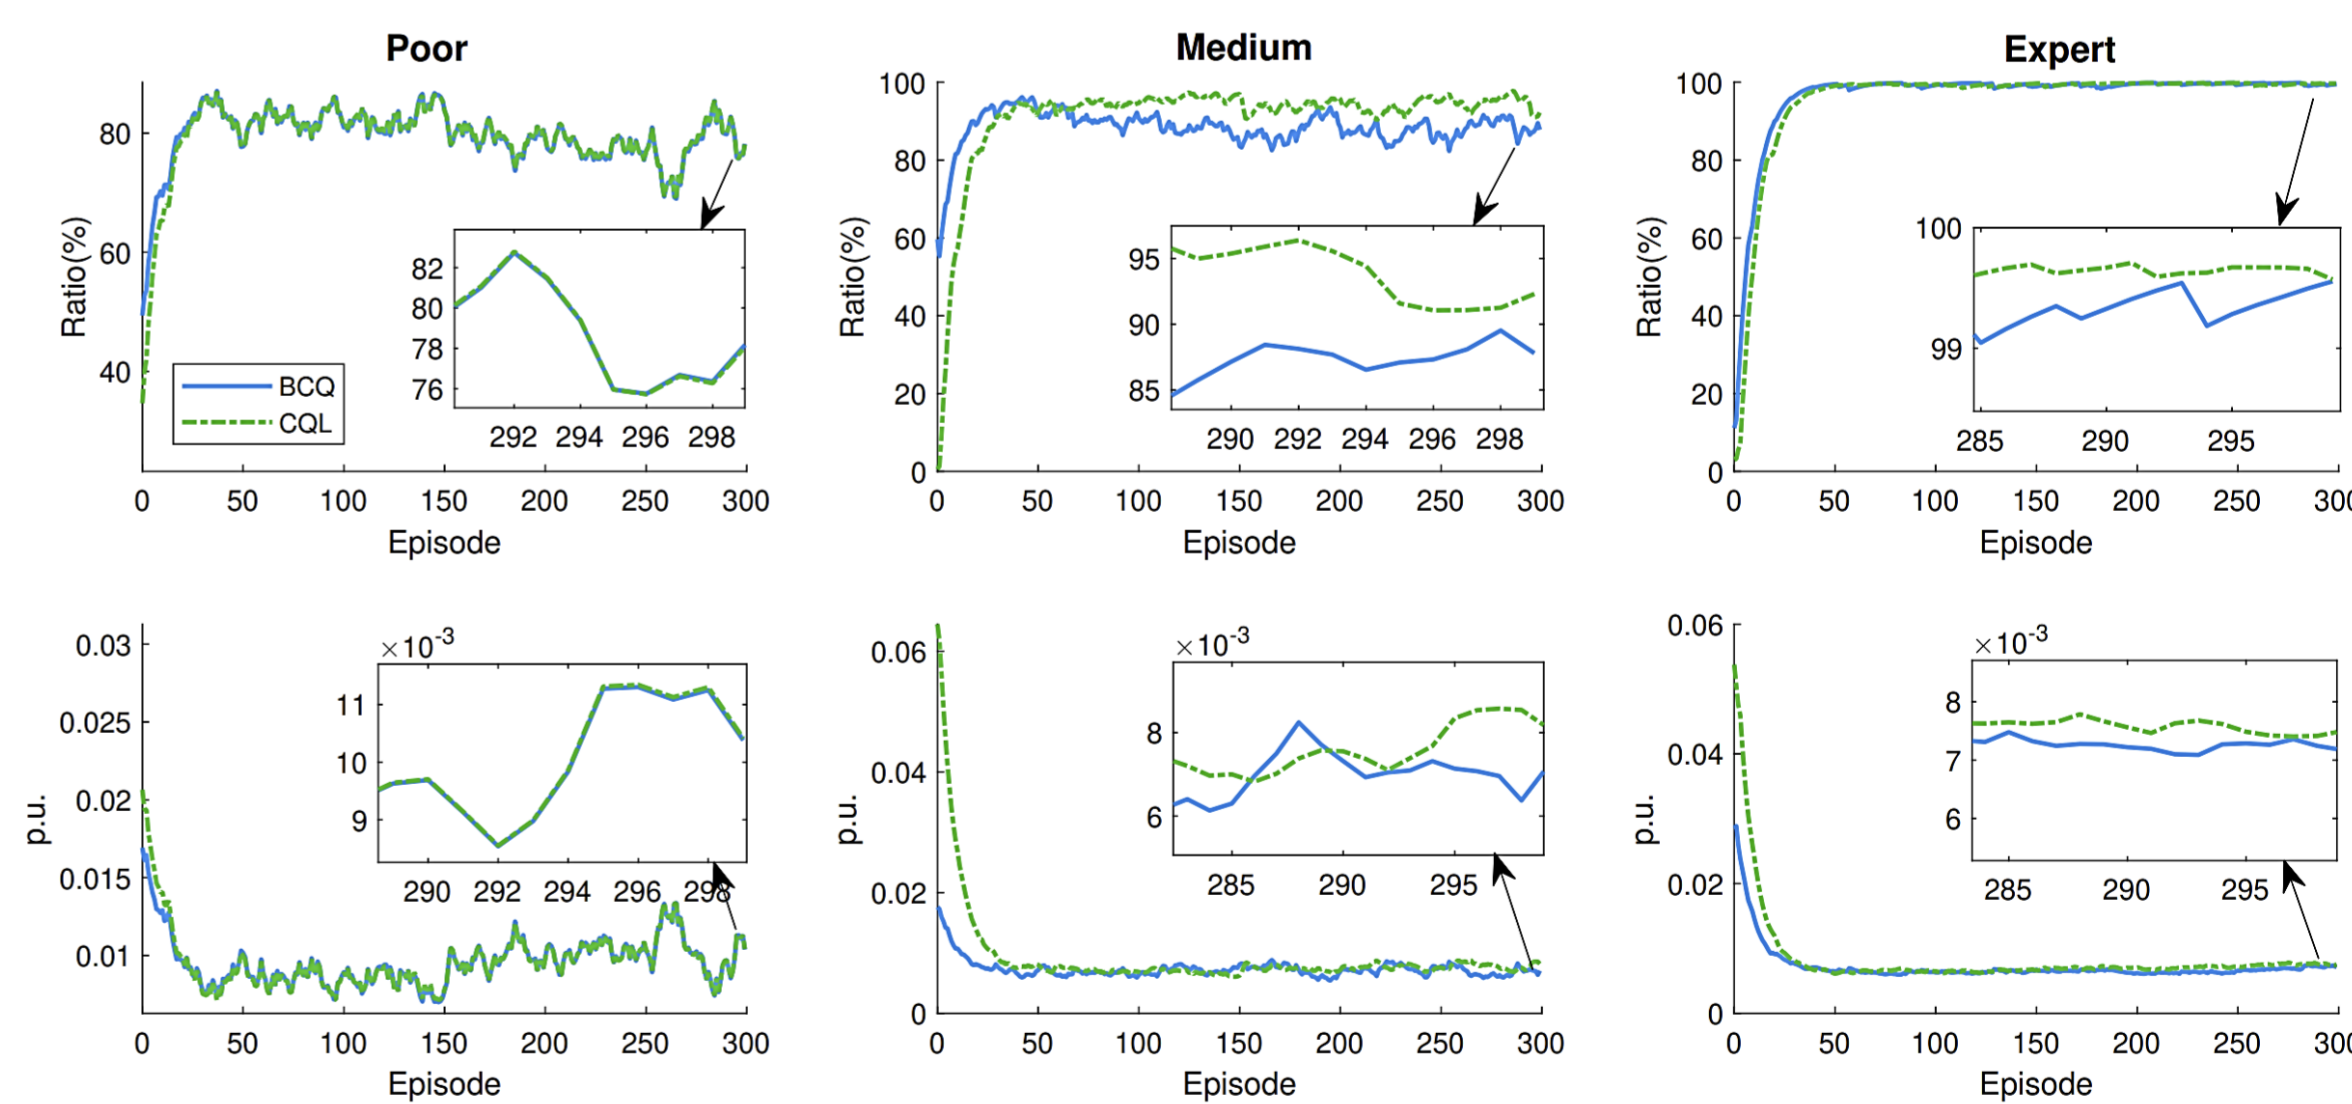 Poor Medium Expert
80
60
40
Ratio(%)
82
80
78
76
292 294 296 298
BCQ
CQL
0 50 100 150 200 250 300
Episode
100
80
60
40
20
0
Ratio(%)
95
90
85
290 292 294 296 298
0 50 100 150 200 250 300
Episode
100
80
60
40
20
0
Ratio(%)
100
99
285 290 295
0 50 100 150 200 250 300
Episode
0.03
0.025
0.02
0.015
0.01
p.u.
×10-3
11
10
9
290 292 294 296 298
0 50 100 150 200 250 300
Episode
0.06
0.04
0.02
0
p.u.
×10-3
8
6
285 290 295
0 50 100 150 200 250 300
Episode
0.06
0.04
0.02
0
p.u.
×10-3
8
7
6
285 290 295
0 50 100 150 200 250 300
Episode